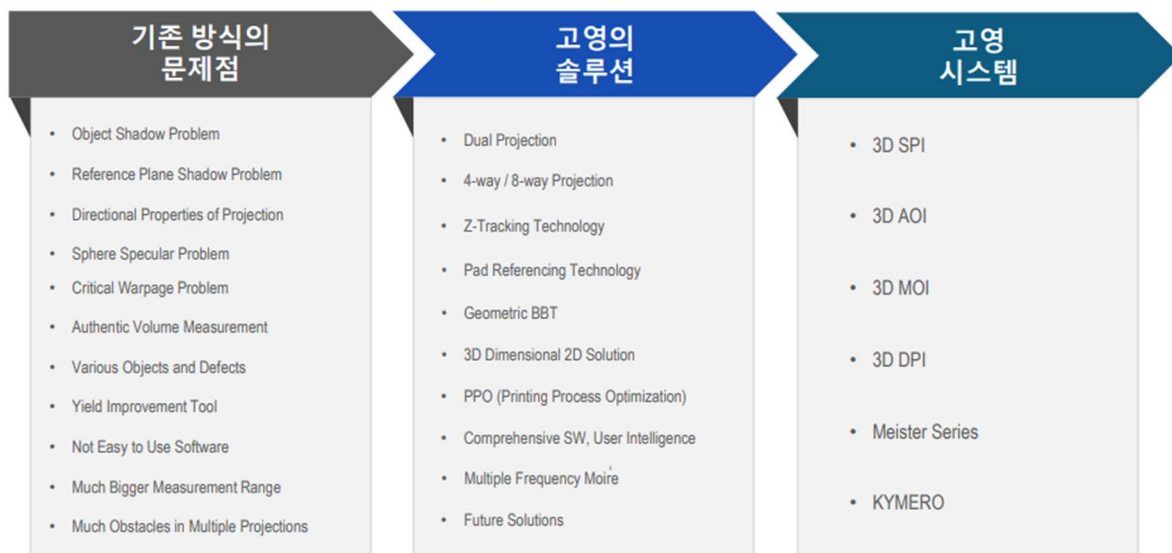 기존 방식의
문제점
• Object Shadow Problem
• Reference Plane Shadow Problem
• Directional Properties of Projection
• Sphere Specular Problem
• Critical Warpage Problem
• Authentic Volume Measurement
• Various Objects and Defects
• Yield Improvement Tool
• Not Easy to Use Software
• Much Bigger Measurement Range
• Much Obstacles in Multiple Projections
고영의
솔루션
• Dual Projection
• 4-way / 8-way Projection
• Z-Tracking Technology
• Pad Referencing Technology
• Geometric BBT
• 3D Dimensional 2D Solution
• PPO (Printing Process Optimization)
• Comprehensive SW, User Intelligence
• Multiple Frequency Moiré
• Future Solutions
고영
시스템
• 3D SPI
• 3D AOI
• 3D MOI
• 3D DPI
• Meister Series
• KYMERO